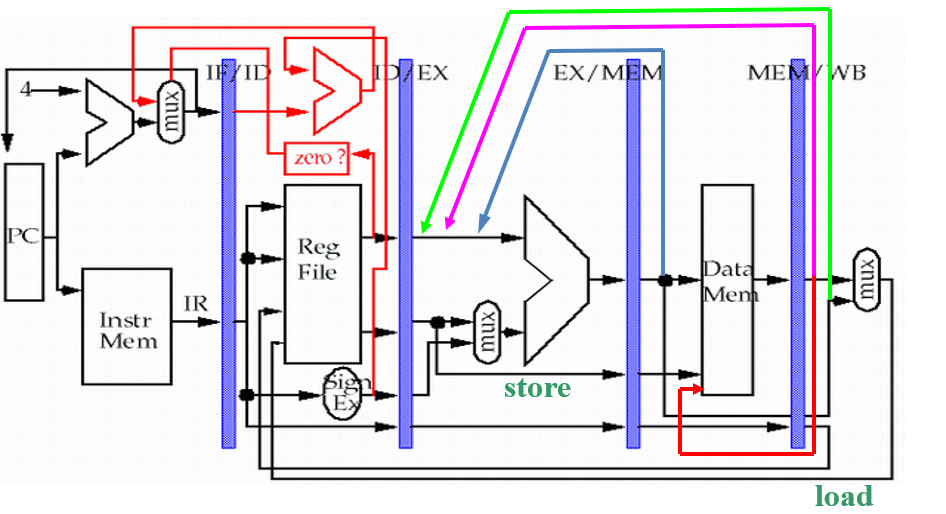 IF/ID
ID/EX
EX/MEM
MEM/WB
4
mux
zero ?
PC
Reg
File
Instr
Mem
IR
Sign
Ex
mux
Data
Mem
mux
store
load